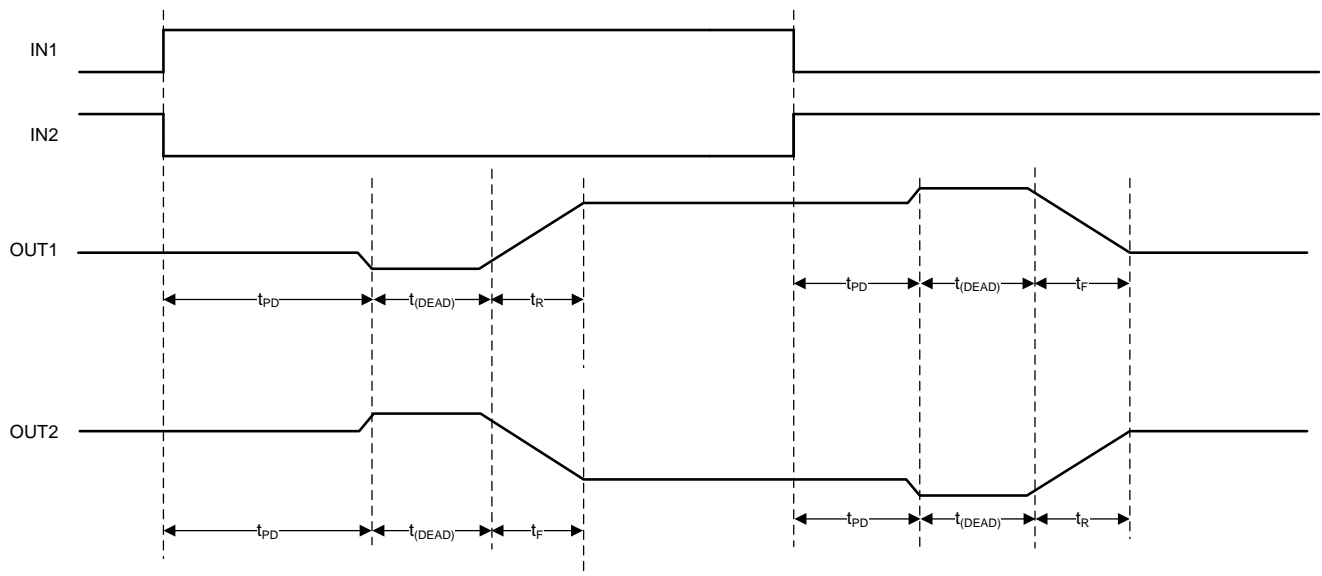 IN1
IN2
OUT1
tPD t(DEAD) tR tPD t(DEAD) tF
OUT2
tPD t(DEAD) tF tPD t(DEAD) tR